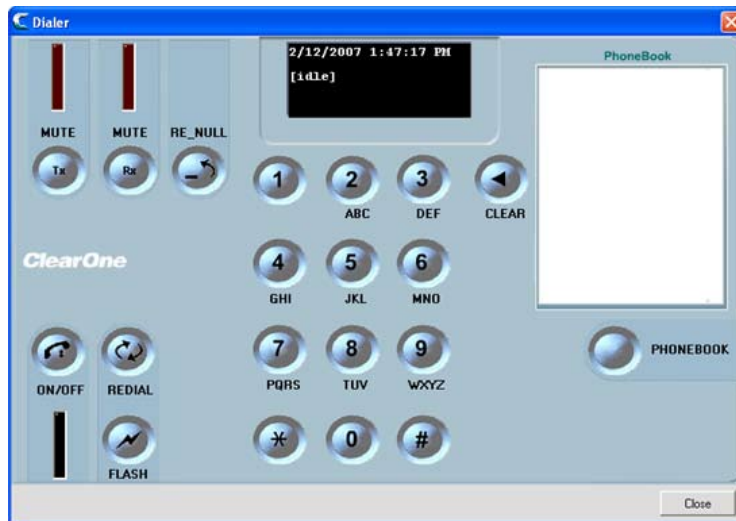 Dialer
2/12/2007 1:47:17 PM
[idle]
PhoneBook
MUTE MUTE RE_NULL
Tx Rx
1 2 3
ABC DEF CLEAR
ClearOne
4 5 6
GHI JKL MNO
7 8 9
PHONEBOOK
ON/OFF REDIAL
PQRS TUV WXYZ
* 0 #
FLASH
Close